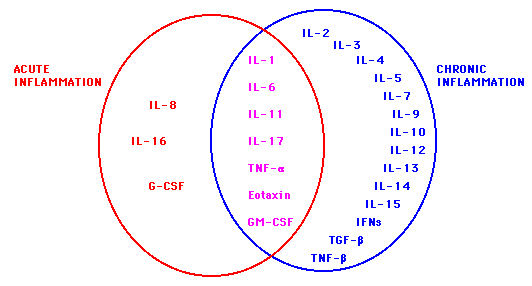 ACUTE
INFLAMMATION
IL-8
IL-16
G-CSF
IL-1
IL-6
IL-11
IL-17
TNF-α
Eotaxin
GM-CSF
IL-2
IL-3
IL-4
IL-5
IL-7
IL-9
IL-10
IL-12
IL-13
IL-14
IL-15
IFNs
TGF-β
TNF-β
CHRONIC
INFLAMMATION